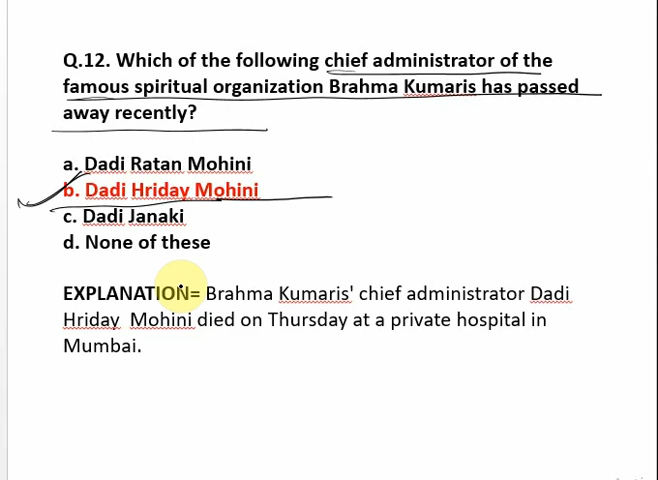 Q.12. Which of the following chief administrator of the
famous spiritual organization Brahma Kumaris has passed
away recently?
a. Dadi Ratan Mohini
b. Dadi Hriday Mohini
c. Dadi Janaki
d. None of these
EXPLANATION= Brahma Kumaris' chief administrator Dadi
Hriday Mohini died on Thursday at a private hospital in
Mumbai.